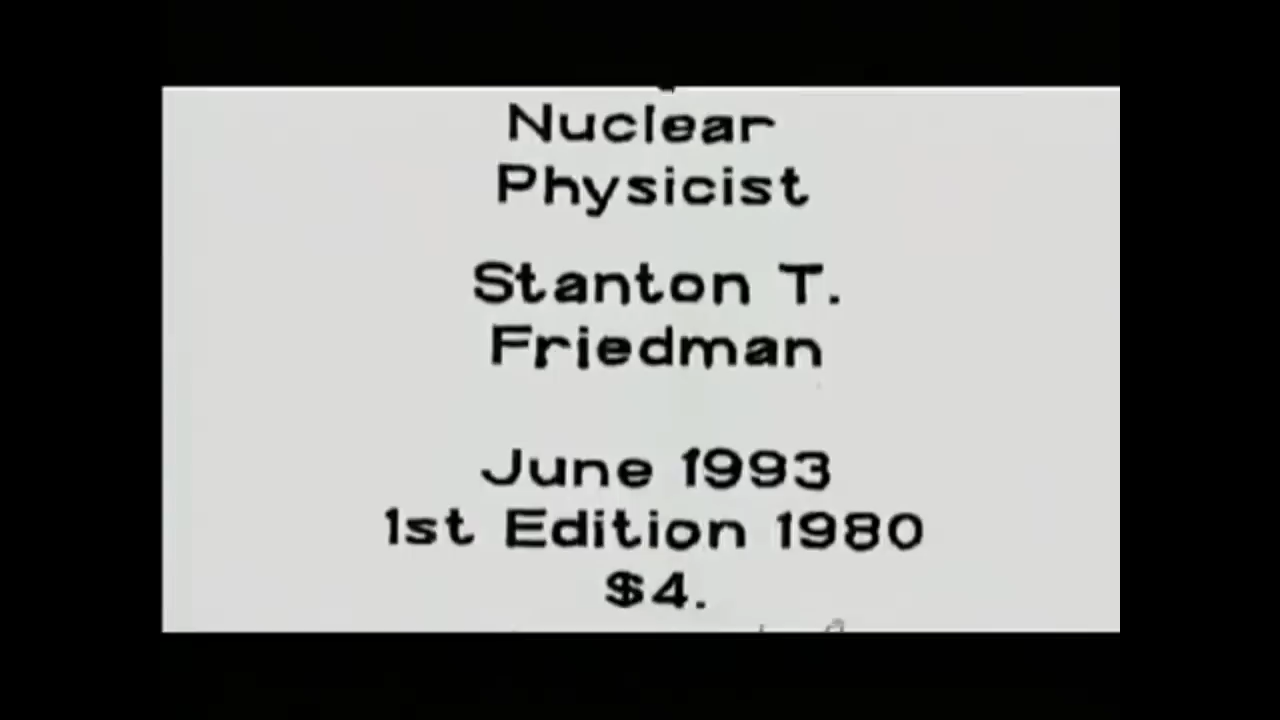 Nuclear
Physicist
Stanton T.
Friedman
June 1993
1st Edition 1980
$4.